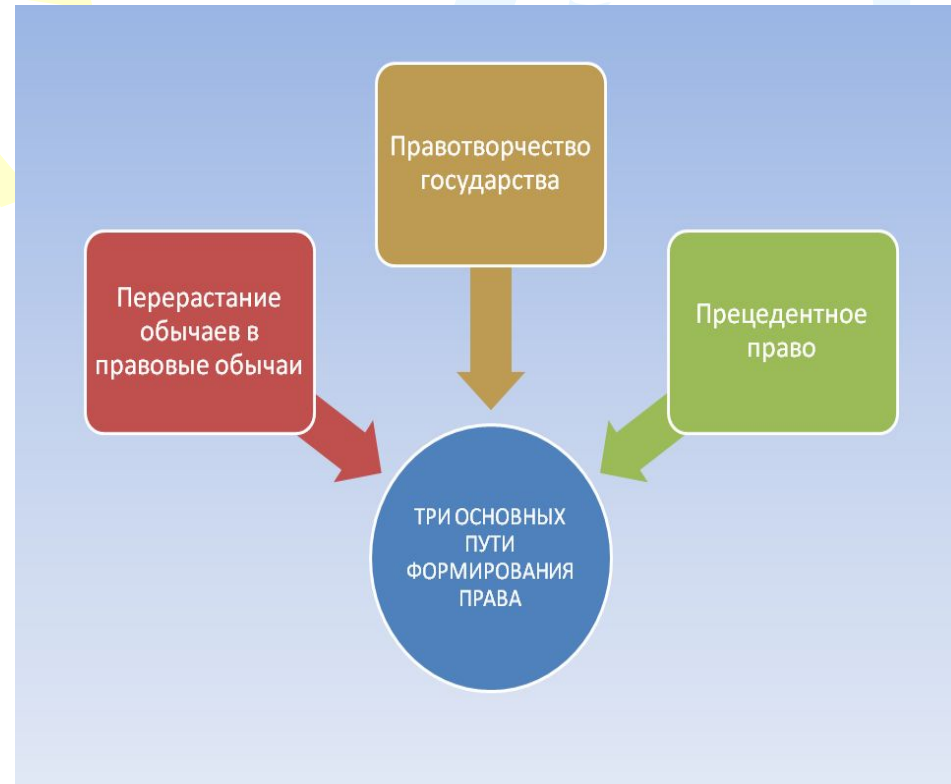 Правотворчество
государства
Перерастание
обычаев в
правовые обычаи
Прецедентное
право
ТРИ ОСНОВНЫХ
ПУТИ
ФОРМИРОВАНИЯ
ПРАВА